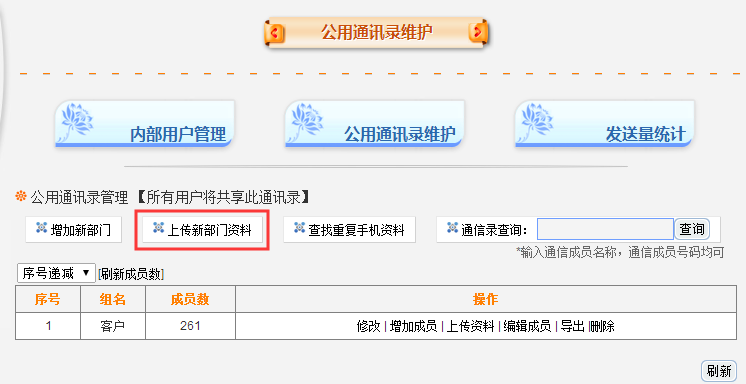 公用通讯录维护
内部用户管理 公用通讯录维护 发送量统计
公用通讯录管理 【所有用户将共享此通讯录】
增加新部门 上传新部门资料 查找重复手机资料 通信录查询： 查询
*输入通信成员名称，通信成员号码均可
序号递减 [刷新成员数]
序号 组名 成员数 操作
1 客户 261 修改 | 增加成员 | 上传资料 | 编辑成员 | 导出 |删除
刷新